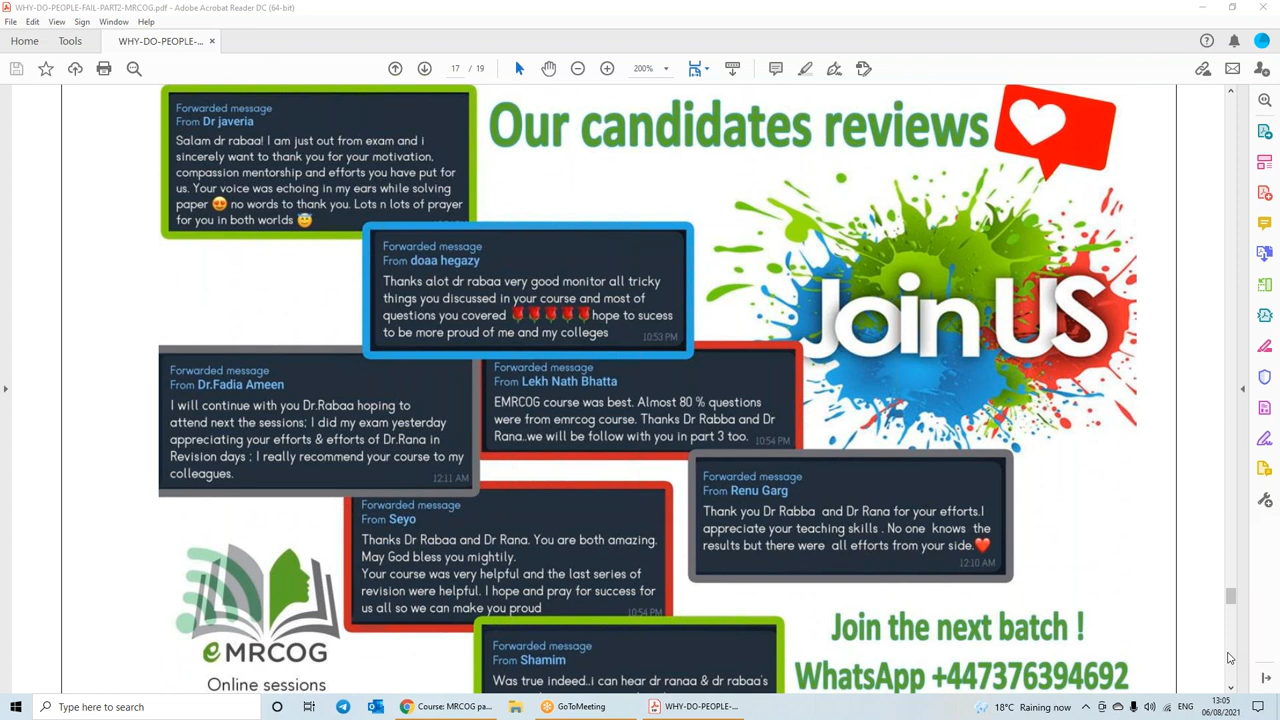 WHY-DO-PEOPLE-FAIL-PART2-MRCOG.pdf - Adobe Acrobat Reader DC (64-bit)
File Edit View Sign Window Help
Home Tools WHY-DO-PEOPLE-... ×
17 / 19 200%
Our candidates reviews
Forwarded message
From Dr javeria
Salam dr rabaa! I am just out from exam and i
sincerely want to thank you for your motivation,
compassion mentorship and efforts you have put for
us. Your voice was echoing in my ears while solving
paper 😍 no words to thank you. Lots n lots of prayer
for you in both worlds 😇
Forwarded message
From doaa hegazy
Thanks alot dr rabaa very good monitor all tricky
things you discussed in your course and most of
questions you covered 🌹🌹🌹🌹🌹hope to sucess
to be more proud of me and my colleges
10:53 PM
Join US
Forwarded message
From Dr.Fadia Ameen
I will continue with you Dr.Rabaa hoping to
attend next the sessions; I did my exam yesterday
appreciating your efforts & efforts of Dr.Rana in
Revision days ; I really recommend your course to my
colleagues.
12:11 AM
Forwarded message
From Lekh Nath Bhatta
EMRCOG course was best. Almost 80 % questions
were from emrcog course. Thanks Dr Rabba and Dr
Rana..we will be follow with you in part 3 too. 10:54 PM
Forwarded message
From Renu Garg
Thank you Dr Rabba and Dr Rana for your efforts.I
appreciate your teaching skills . No one knows the
results but there were all efforts from your side.❤️
12:10 AM
Forwarded message
From Seyo
Thanks Dr Rabaa and Dr Rana. You are both amazing.
May God bless you mightily.
Your course was very helpful and the last series of
revision were helpful. I hope and pray for success for
us all so we can make you proud
10:54 PM
Forwarded message
From Shamim
Was true indeed..i can hear dr ranaa & dr rabaa's
eMRCOG
Online sessions
Join the next batch !
WhatsApp +447376394692
Type here to search
Course: MRCOG pa...
GoToMeeting
WHY-DO-PEOPLE-...
18°C Raining now
ENG
13:05
06/08/2021